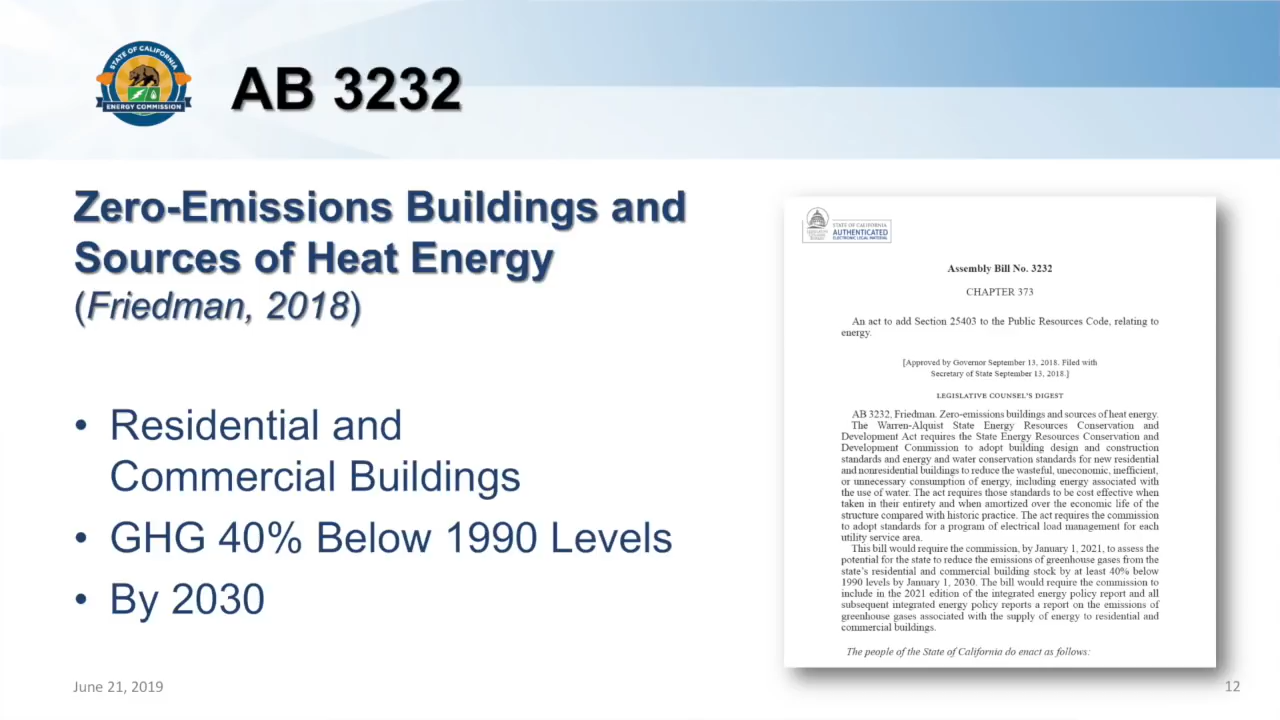 STATE OF CALIFORNIA
ENERGY COMMISSION
AB 3232
Zero-Emissions Buildings and
Sources of Heat Energy
(Friedman, 2018)
• Residential and
Commercial Buildings
• GHG 40% Below 1990 Levels
• By 2030
STATE OF CALIFORNIA
AUTHENTICATED
ELECTRONIC LEGAL MATERIAL
Assembly Bill No. 3232
CHAPTER 373
An act to add Section 25403 to the Public Resources Code, relating to
energy.
[Approved by Governor September 13, 2018. Filed with
Secretary of State September 13, 2018.]
LEGISLATIVE COUNSEL'S DIGEST
AB 3232, Friedman. Zero-emissions buildings and sources of heat energy.
The Warren-Alquist State Energy Resources Conservation and
Development Act requires the State Energy Resources Conservation and
Development Commission to adopt building design and construction
standards and energy and water conservation standards for new residential
and nonresidential buildings to reduce the wasteful, uneconomic, inefficient,
or unnecessary consumption of energy, including energy associated with
the use of water. The act requires those standards to be cost effective when
taken in their entirety and when amortized over the economic life of the
structure compared with historic practice. The act requires the commission
to adopt standards for a program of electrical load management for each
utility service area.
This bill would require the commission, by January 1, 2021, to assess the
potential for the state to reduce the emissions of greenhouse gases from the
state's residential and commercial building stock by at least 40% below
1990 levels by January 1, 2030. The bill would require the commission to
include in the 2021 edition of the integrated energy policy report and all
subsequent integrated energy policy reports a report on the emissions of
greenhouse gases associated with the supply of energy to residential and
commercial buildings.
The people of the State of California do enact as follows:
June 21, 2019
12